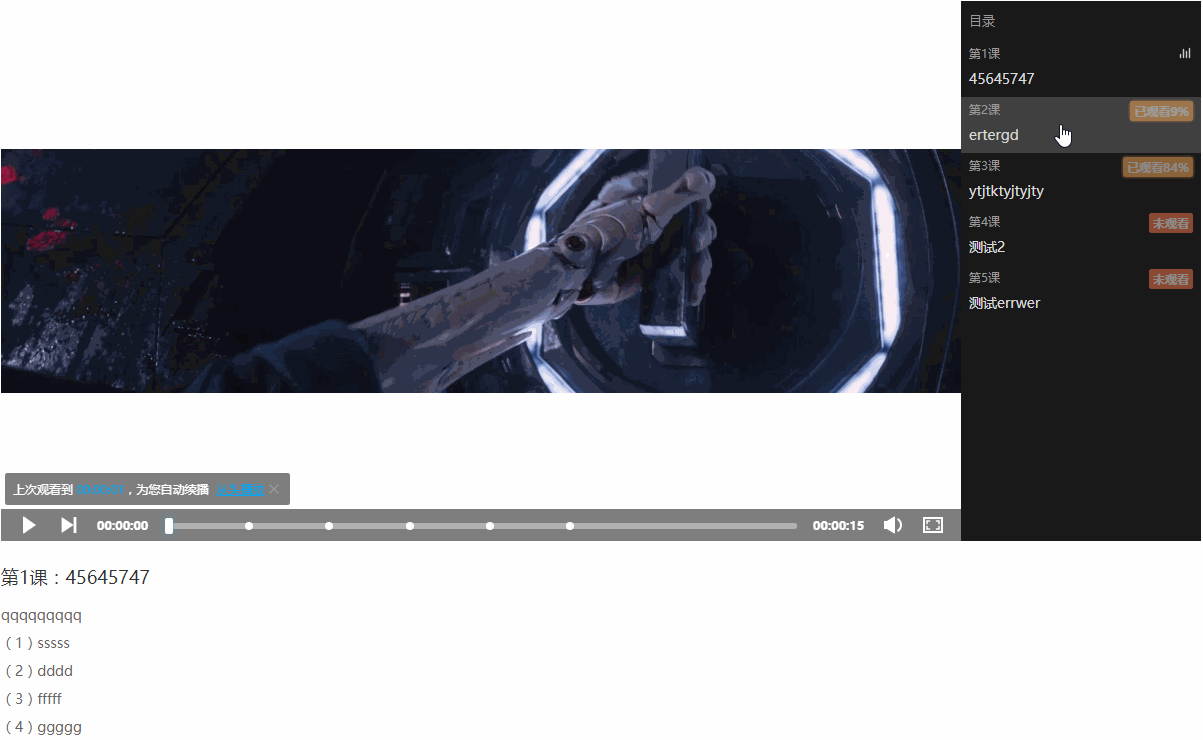 目录
第1课
45645747
第2课 已观看9%
ertergd
第3课 已观看84%
ytjtktyjtyjty
第4课 未观看
测试2
第5课 未观看
测试errwer
上次观看到 ，为您自动续播
00:00:00 00:00:15
第1课：45645747
qqqqqqqqq
（1）sssss
（2）dddd
（3）fffff
（4）ggggg